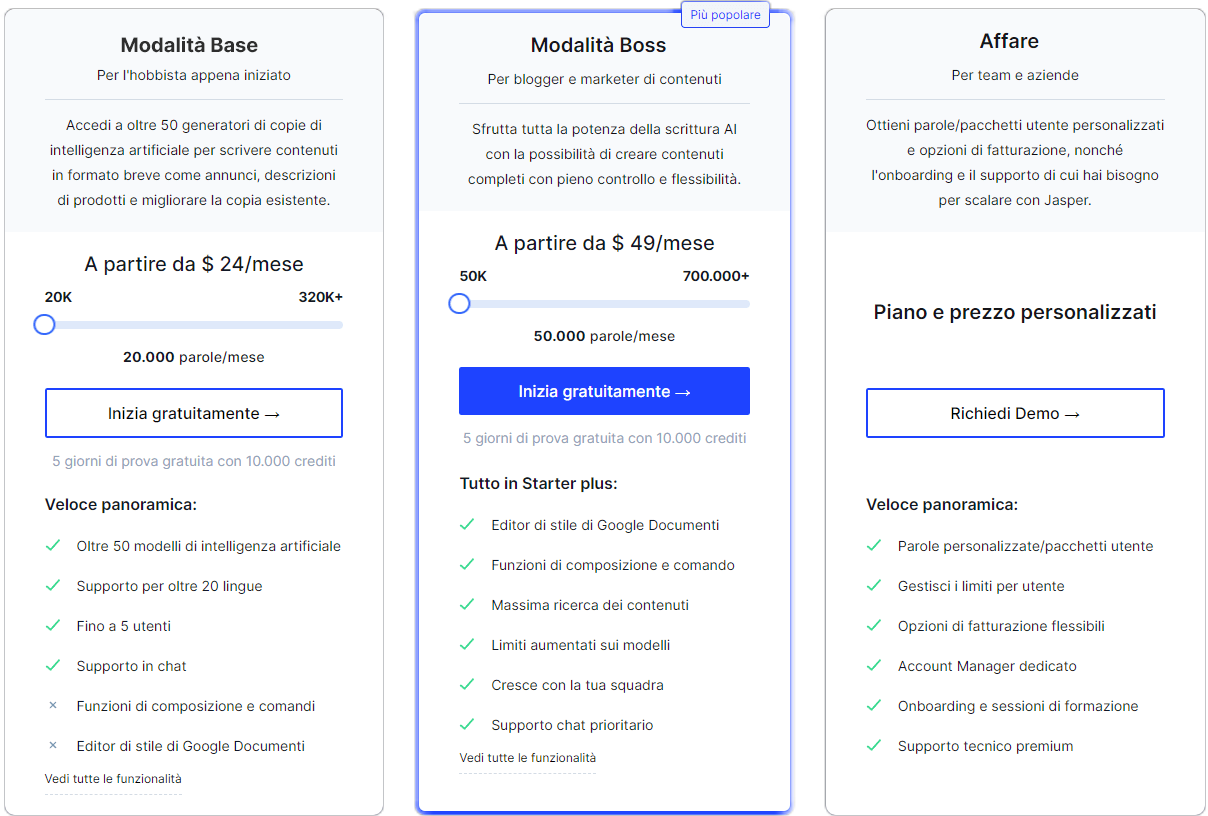 Modalità Base
Per l'hobbista appena iniziato
Accedi a oltre 50 generatori di copie di
intelligenza artificiale per scrivere contenuti
in formato breve come annunci, descrizioni
di prodotti e migliorare la copia esistente.
A partire da $ 24/mese
20K 320K+
20.000 parole/mese
Inizia gratuitamente →
5 giorni di prova gratuita con 10.000 crediti
Veloce panoramica:
Oltre 50 modelli di intelligenza artificiale
Supporto per oltre 20 lingue
Fino a 5 utenti
Supporto in chat
Funzioni di composizione e comandi
Editor di stile di Google Documenti
Vedi tutte le funzionalità
Più popolare
Modalità Boss
Per blogger e marketer di contenuti
Sfrutta tutta la potenza della scrittura AI
con la possibilità di creare contenuti
completi con pieno controllo e flessibilità.
A partire da $ 49/mese
50K 700.000+
50.000 parole/mese
Inizia gratuitamente →
5 giorni di prova gratuita con 10.000 crediti
Tutto in Starter plus:
Editor di stile di Google Documenti
Funzioni di composizione e comando
Massima ricerca dei contenuti
Limiti aumentati sui modelli
Cresce con la tua squadra
Supporto chat prioritario
Vedi tutte le funzionalità
Affare
Per team e aziende
Ottieni parole/pacchetti utente personalizzati
e opzioni di fatturazione, nonché
l'onboarding e il supporto di cui hai bisogno
per scalare con Jasper.
Piano e prezzo personalizzati
Richiedi Demo →
Veloce panoramica:
Parole personalizzate/pacchetti utente
Gestisci i limiti per utente
Opzioni di fatturazione flessibili
Account Manager dedicato
Onboarding e sessioni di formazione
Supporto tecnico premium